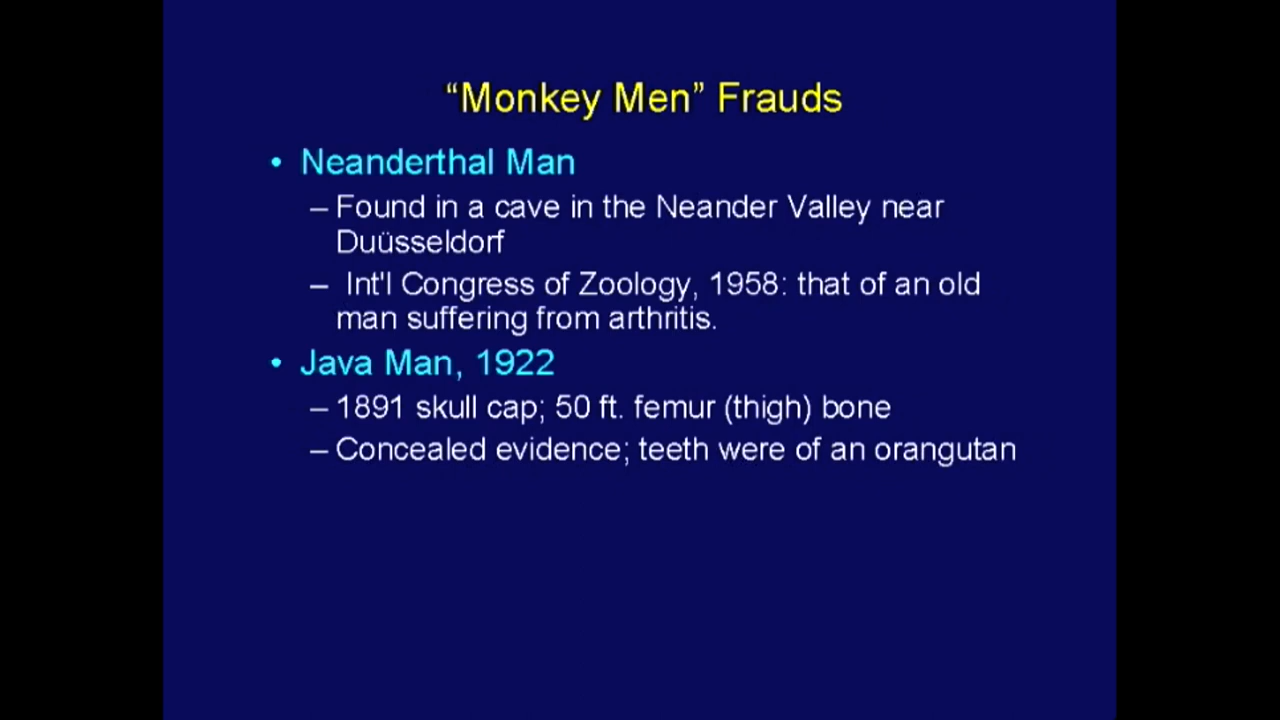 “Monkey Men” Frauds
• Neanderthal Man
– Found in a cave in the Neander Valley near
Duüsseldorf
– Int'l Congress of Zoology, 1958: that of an old
man suffering from arthritis.
• Java Man, 1922
– 1891 skull cap; 50 ft. femur (thigh) bone
– Concealed evidence; teeth were of an orangutan